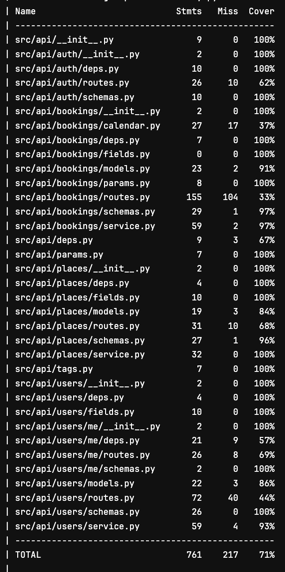 | Name Stmts Miss Cover
| ------------------------------------------------
| src/api/__init__.py 9 0 100%
| src/api/auth/__init__.py 2 0 100%
| src/api/auth/deps.py 10 0 100%
| src/api/auth/routes.py 26 10 62%
| src/api/auth/schemas.py 10 0 100%
| src/api/bookings/__init__.py 2 0 100%
| src/api/bookings/calendar.py 27 17 37%
| src/api/bookings/deps.py 7 0 100%
| src/api/bookings/fields.py 0 0 100%
| src/api/bookings/models.py 23 2 91%
| src/api/bookings/params.py 8 0 100%
| src/api/bookings/routes.py 155 104 33%
| src/api/bookings/schemas.py 29 1 97%
| src/api/bookings/service.py 59 2 97%
| src/api/deps.py 9 3 67%
| src/api/params.py 7 0 100%
| src/api/places/__init__.py 2 0 100%
| src/api/places/deps.py 4 0 100%
| src/api/places/fields.py 10 0 100%
| src/api/places/models.py 19 3 84%
| src/api/places/routes.py 31 10 68%
| src/api/places/schemas.py 27 1 96%
| src/api/places/service.py 32 0 100%
| src/api/tags.py 7 0 100%
| src/api/users/__init__.py 2 0 100%
| src/api/users/deps.py 4 0 100%
| src/api/users/fields.py 10 0 100%
| src/api/users/me/__init__.py 2 0 100%
| src/api/users/me/deps.py 21 9 57%
| src/api/users/me/routes.py 26 8 69%
| src/api/users/me/schemas.py 2 0 100%
| src/api/users/models.py 22 3 86%
| src/api/users/routes.py 72 40 44%
| src/api/users/schemas.py 26 0 100%
| src/api/users/service.py 59 4 93%
| ------------------------------------------------
| TOTAL 761 217 71%
|